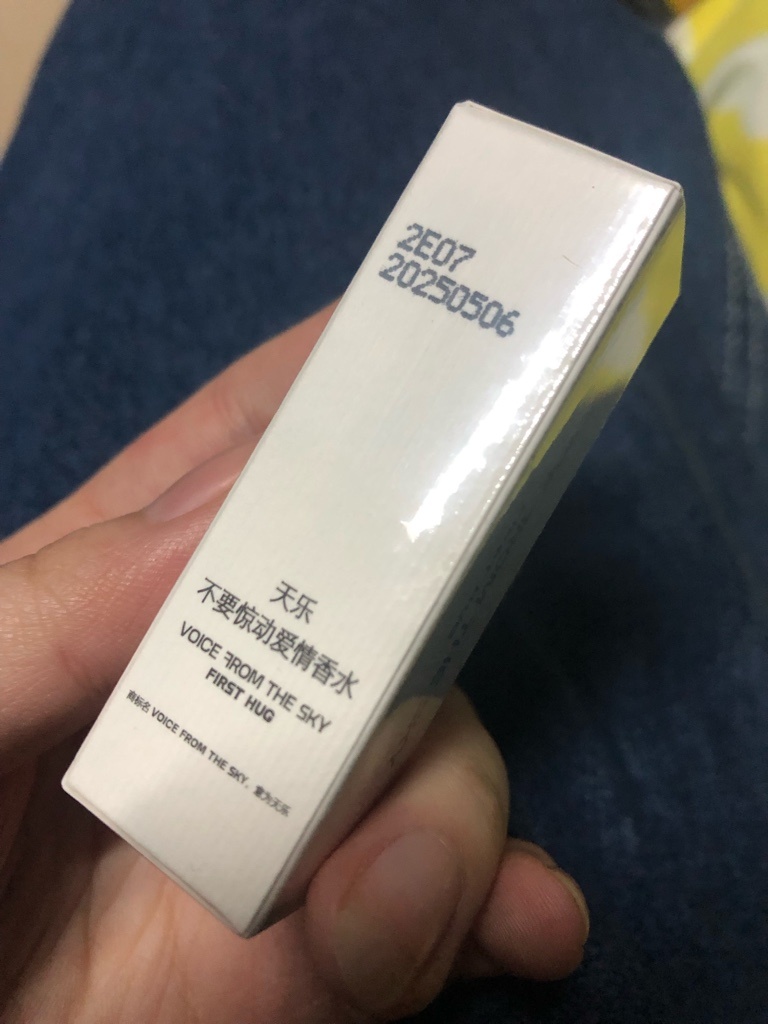 2E07
20250506
天乐
不要惊动爱情香水
VOICE FROM THE SKY
FIRST HUG
商标名 VOICE FROM THE SKY，意为天乐